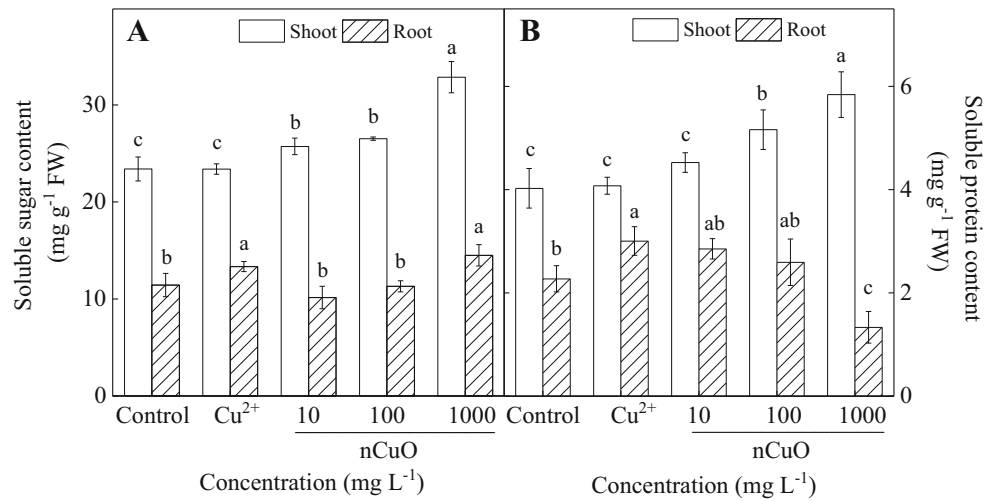 A
Shoot Root
a
b
b
c
c
a
a
b
b
b
30
20
10
0
Soluble sugar content
(mg g⁻¹ FW)
Control Cu²⁺ 10 100 1000
nCuO
Concentration (mg L⁻¹)
B
Shoot Root
a
b
c
c
c
a
ab
ab
b
c
6
4
2
0
Soluble protein content
(mg g⁻¹ FW)
Control Cu²⁺ 10 100 1000
nCuO
Concentration (mg L⁻¹)